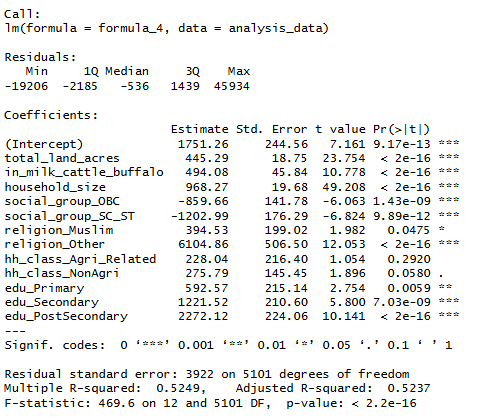 Call:
lm(formula = formula_4, data = analysis_data)
Residuals:
Min 1Q Median 3Q Max
-19206 -2185 -536 1439 45934
Coefficients:
Estimate Std. Error t value Pr(>|t|)
(Intercept) 1751.26 244.56 7.161 9.17e-13 ***
total_land_acres 445.29 18.75 23.754 < 2e-16 ***
in_milk_cattle_buffalo 494.08 45.84 10.778 < 2e-16 ***
household_size 968.27 19.68 49.208 < 2e-16 ***
social_group_OBC -859.66 141.78 -6.063 1.43e-09 ***
social_group_SC_ST -1202.99 176.29 -6.824 9.89e-12 ***
religion_Muslim 394.53 199.02 1.982 0.0475 *
religion_Other 6104.86 506.50 12.053 < 2e-16 ***
hh_class_Agri_Related 228.04 216.40 1.054 0.2920
hh_class_NonAgri 275.79 145.45 1.896 0.0580 .
edu_Primary 592.57 215.14 2.754 0.0059 **
edu_Secondary 1221.52 210.60 5.800 7.03e-09 ***
edu_PostSecondary 2272.12 224.06 10.141 < 2e-16 ***
---
Signif. codes: 0 ‘***’ 0.001 ‘**’ 0.01 ‘*’ 0.05 ‘.’ 0.1 ‘ ’ 1
Residual standard error: 3922 on 5101 degrees of freedom
Multiple R-squared: 0.5249, Adjusted R-squared: 0.5237
F-statistic: 469.6 on 12 and 5101 DF, p-value: < 2.2e-16